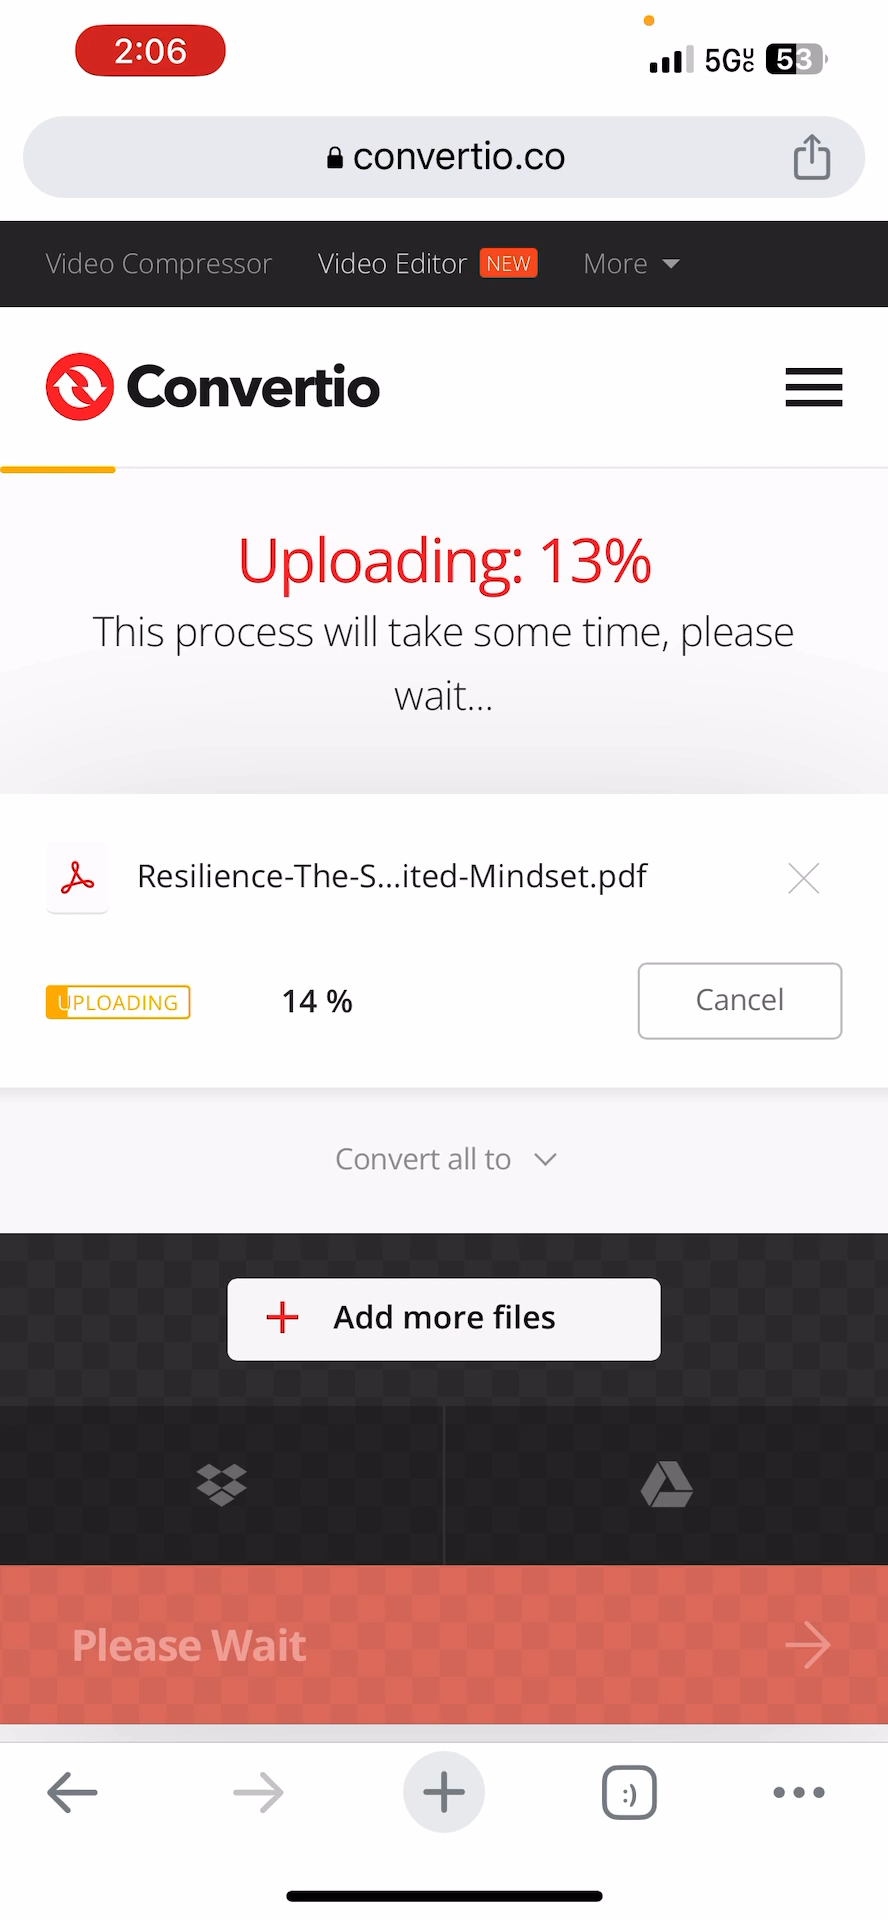 2:06
5G UC 53
convertio.co
Video Compressor Video Editor NEW More
Convertio
Uploading: 13%
This process will take some time, please
wait...
Resilience-The-S...ited-Mindset.pdf
UPLOADING 14 % Cancel
Convert all to
Add more files
Please Wait
:)